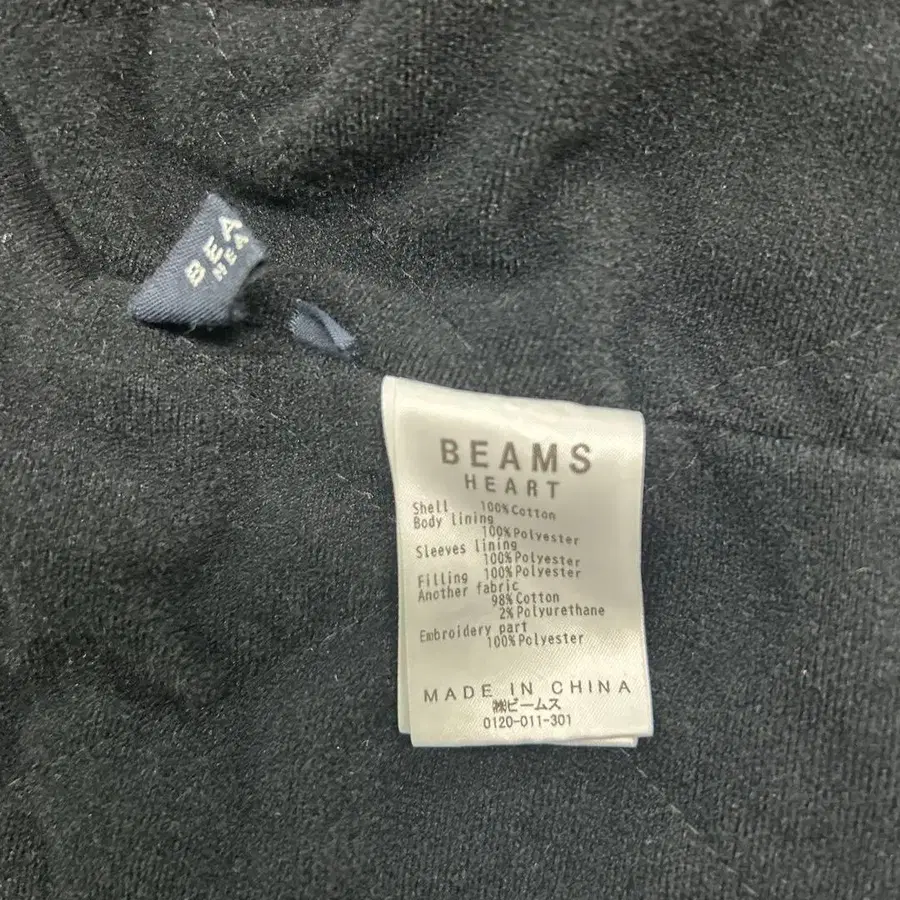 BEA
HEA
BEAMS
HEART
Shell 100%Cotton
Body lining
100%Polyester
Sleeves lining
100%Polyester
Filling 100%Polyester
Another fabric
98%Cotton
2%Polyurethane
Embroidery part
100%Polyester
MADE IN CHINA
㈱ビームス
0120-011-301